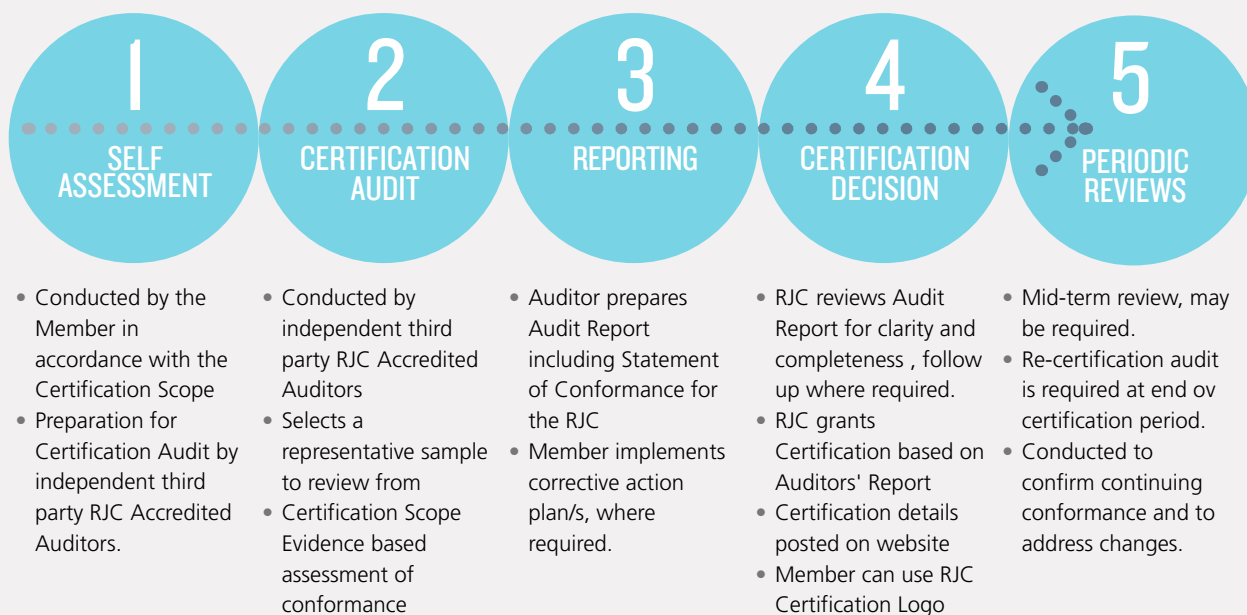 1
SELF
ASSESSMENT
• Conducted by the
Member in
accordance with the
Certification Scope
• Preparation for
Certification Audit by
independent third
party RJC Accredited
Auditors.
2
CERTIFICATION
AUDIT
• Conducted by
independent third
party RJC Accredited
Auditors
• Selects a
representative sample
to review from
• Certification Scope
Evidence based
assessment of
conformance
3
REPORTING
• Auditor prepares
Audit Report
including Statement
of Conformance for
the RJC
• Member implements
corrective action
plan/s, where
required.
4
CERTIFICATION
DECISION
• RJC reviews Audit
Report for clarity and
completeness , follow
up where required.
• RJC grants
Certification based on
Auditors' Report
• Certification details
posted on website
• Member can use RJC
Certification Logo
5
PERIODIC
REVIEWS
• Mid-term review, may
be required.
• Re-certification audit
is required at end ov
certification period.
• Conducted to
confirm continuing
conformance and to
address changes.